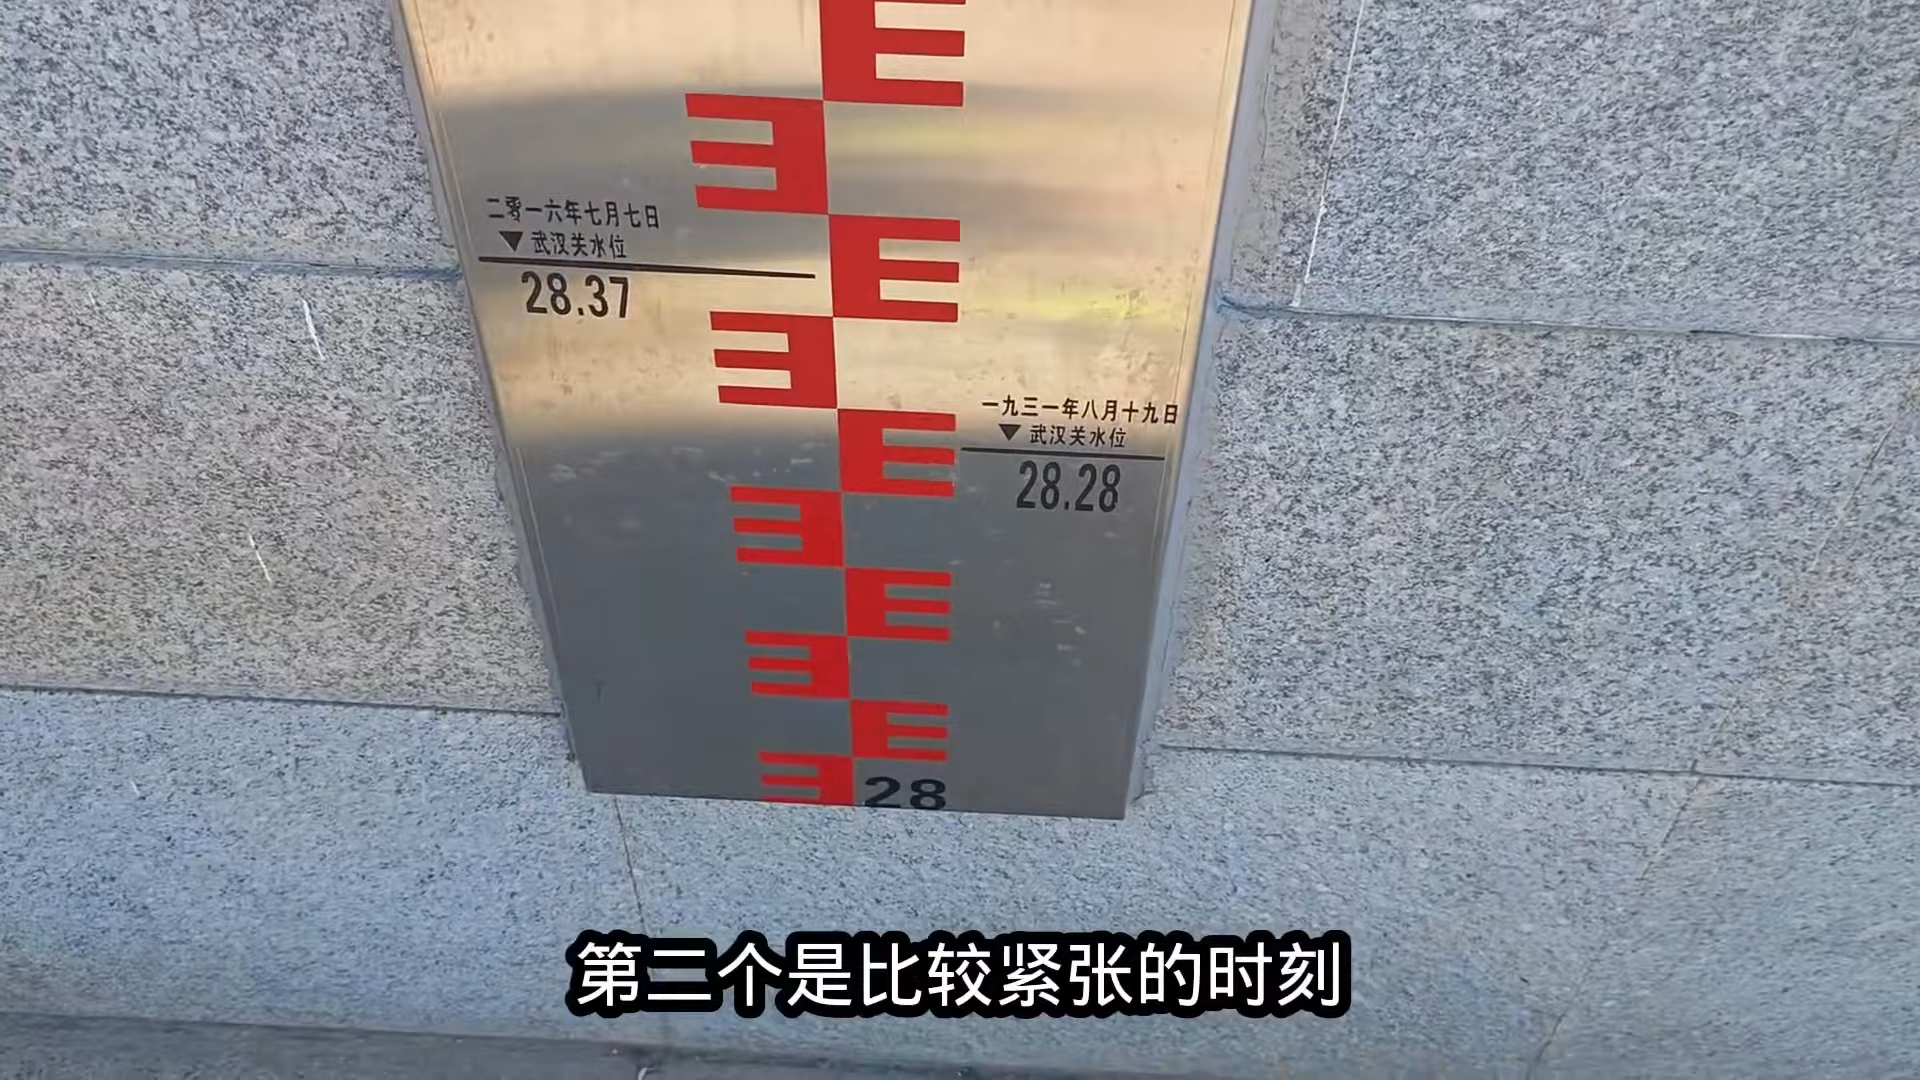 二零一六年七月七日
▼武汉关水位
28.37
一九三一年八月十九日
▼武汉关水位
28.28
28
第二个是比较紧张的时刻